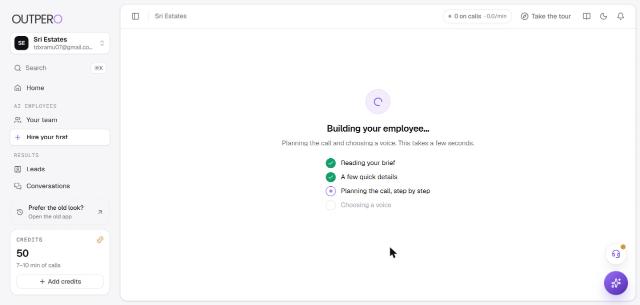 OUTPERO
SE
Sri Estates
Search
⌘K
Home
AI EMPLOYEES
Your team
Hire your first
RESULTS
Leads
Conversations
Prefer the old look?
Open the old app
CREDITS
50
7–10 min of calls
+ Add credits
Sri Estates
0 on calls
Take the tour
Building your employee...
Planning the call and choosing a voice. This takes a few seconds.
Reading your brief
A few quick details
Planning the call, step by step
Choosing a voice